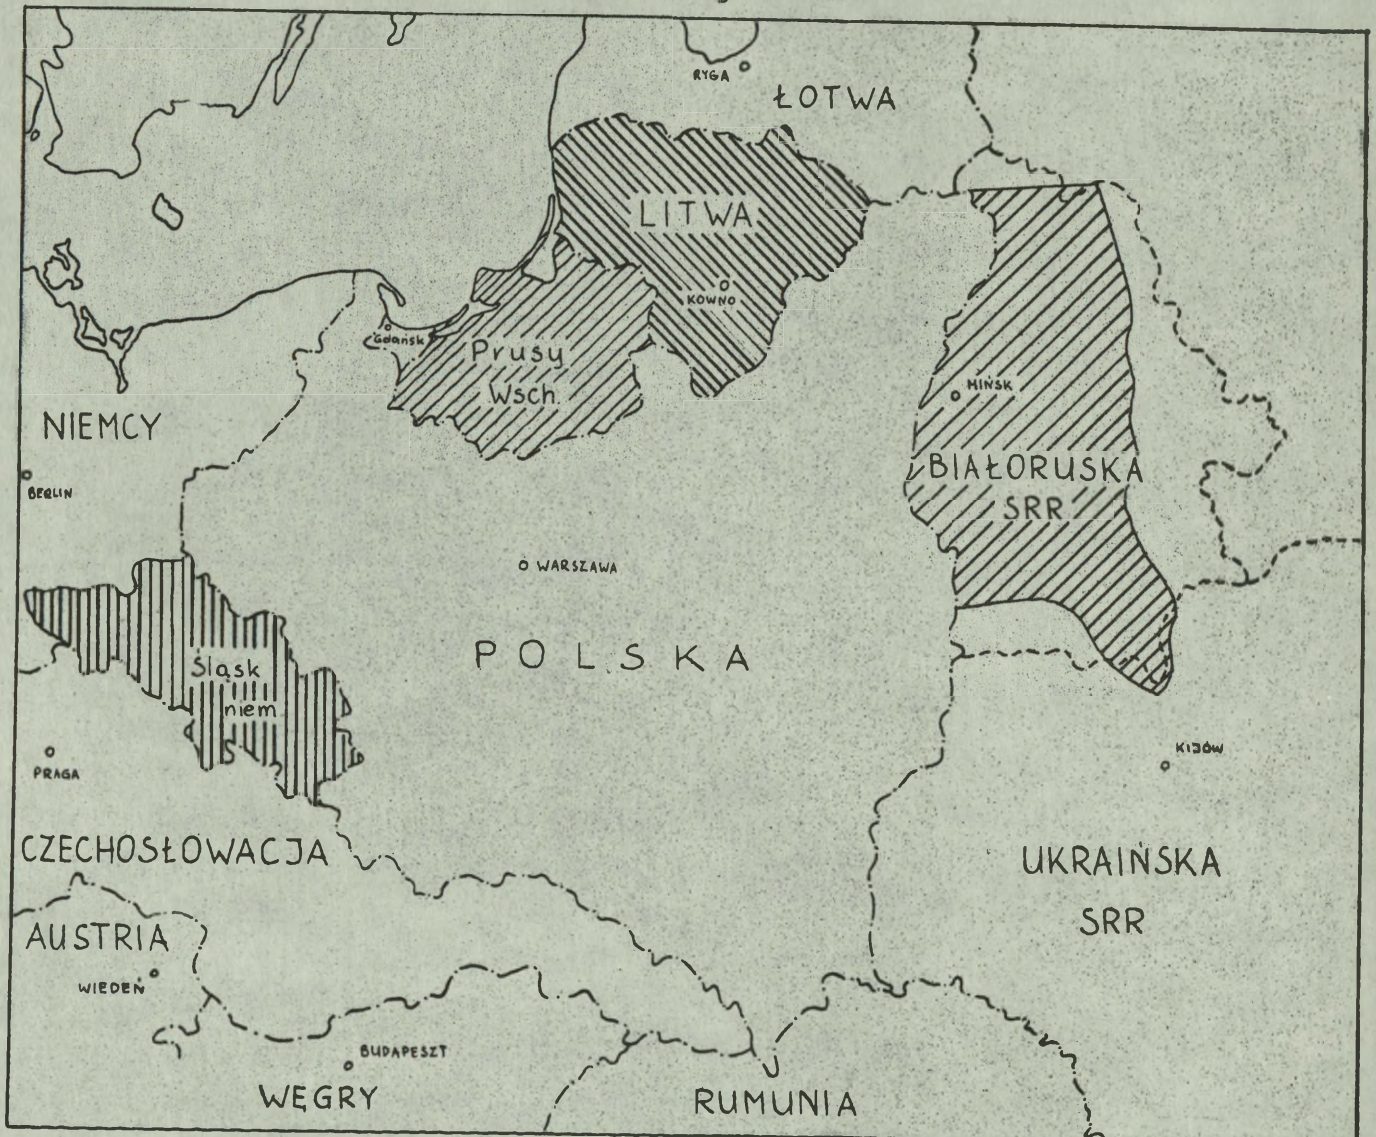 RYGA
ŁOTWA
LITWA
KOWNO
Gdańsk
Prusy
Wsch.
MIŃSK
NIEMCY
BERLIN
BIAŁORUSKA
SRR
WARSZAWA
POLSKA
Śląsk
niem
KIJÓW
PRAGA
CZECHOSŁOWACJA
UKRAIŃSKA
SRR
AUSTRIA
WIEDEŃ
BUDAPESZT
WĘGRY
RUMUNIA